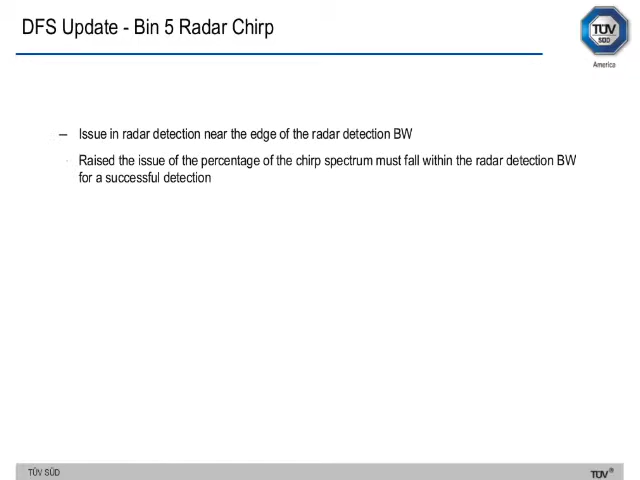 DFS Update - Bin 5 Radar Chirp
TÜV
SÜD
America
– Issue in radar detection near the edge of the radar detection BW
· Raised the issue of the percentage of the chirp spectrum must fall within the radar detection BW
for a successful detection
TÜV SÜD
TÜV®